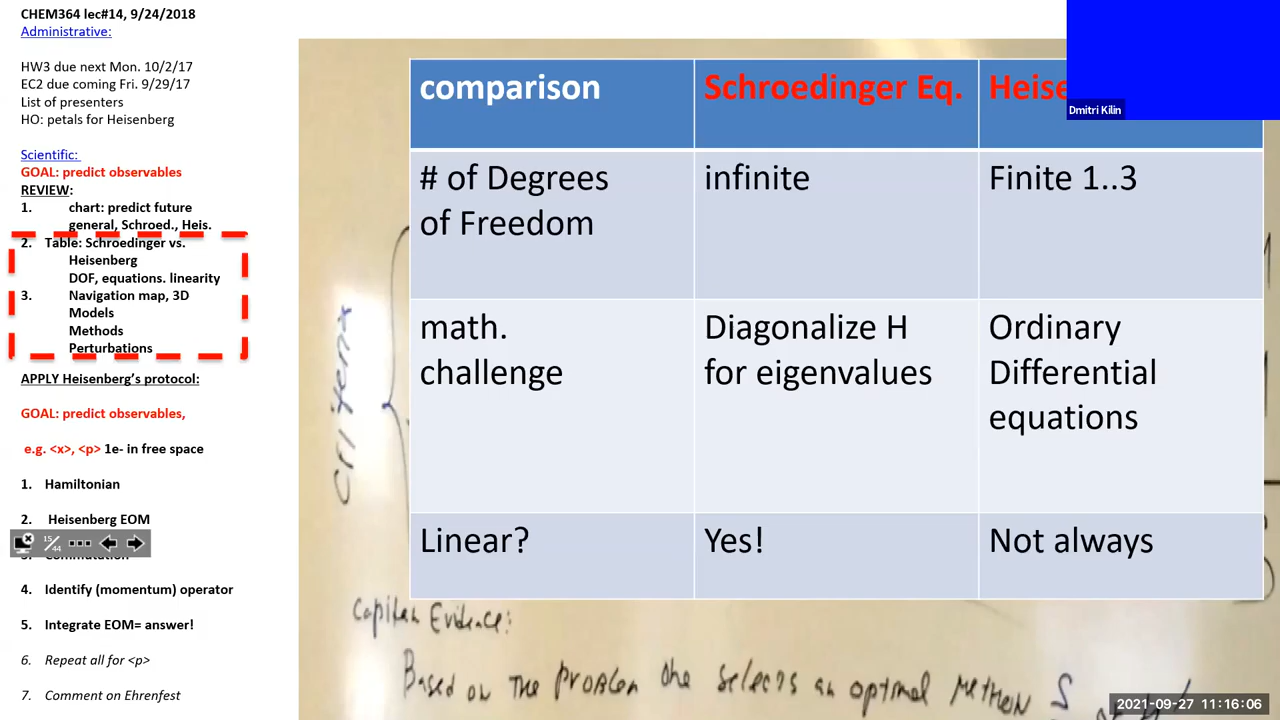 CHEM364 lec#14, 9/24/2018
Administrative:
HW3 due next Mon. 10/2/17
EC2 due coming Fri. 9/29/17
List of presenters
HO: petals for Heisenberg
Scientific:
GOAL: predict observables
REVIEW:
1. chart: predict future
general, Schroed., Heis.
2. Table: Schroedinger vs.
Heisenberg
DOF, equations. linearity
3. Navigation map, 3D
Models
Methods
Perturbations
APPLY Heisenberg's protocol:
GOAL: predict observables,
e.g. <x>, <p> 1e- in free space
1. Hamiltonian
2. Heisenberg EOM
15/44
4. Identify (momentum) operator
5. Integrate EOM= answer!
6. Repeat all for <p>
7. Comment on Ehrenfest
comparison Schroedinger Eq.
Dmitri Kilin
# of Degrees
of Freedom
infinite
Finite 1..3
math.
challenge
Diagonalize H
for eigenvalues
Ordinary
Differential
equations
Linear?
Yes!
Not always
Evidence:
Based on the problem one selects an optimal method S
2021-09-27 11:16:06